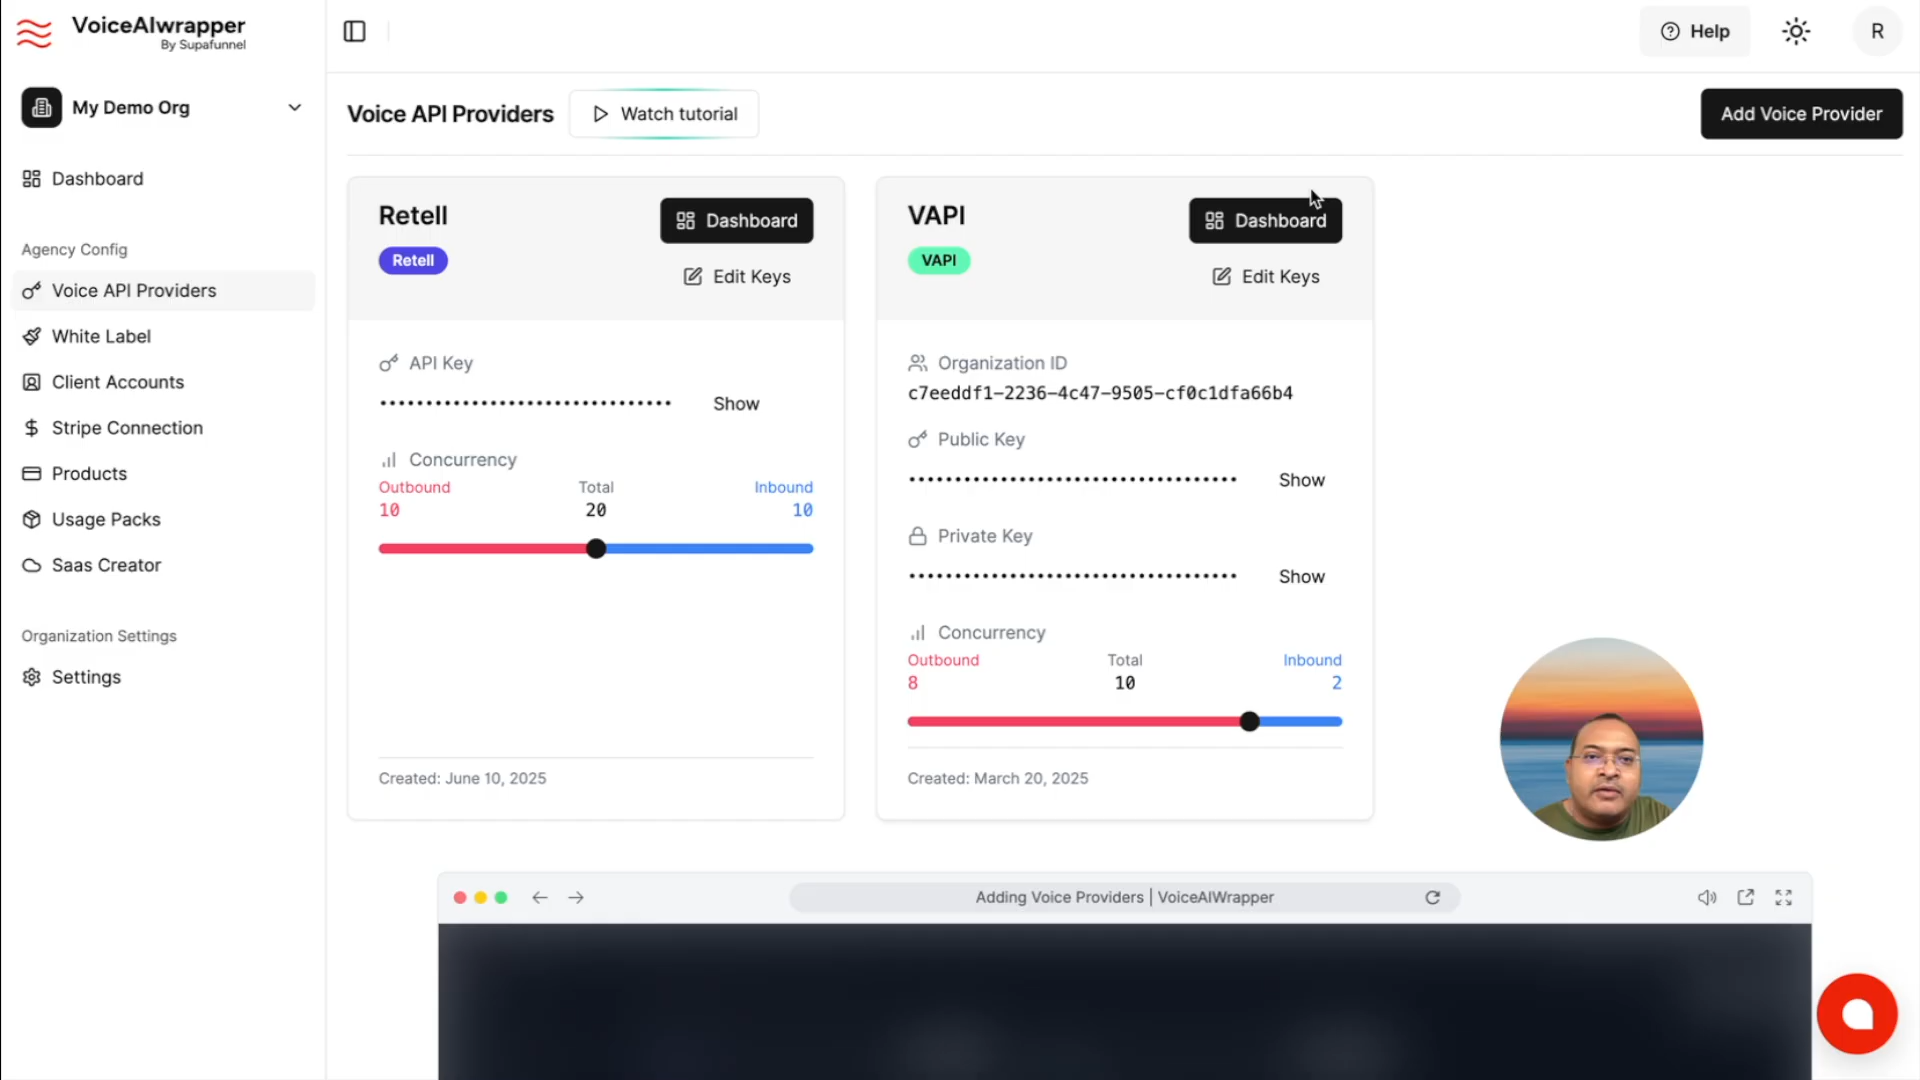 VoiceAIwrapper
By Supafunnel
Help
R
My Demo Org
Voice API Providers
Watch tutorial
Add Voice Provider
Dashboard
Agency Config
Voice API Providers
White Label
Client Accounts
Stripe Connection
Products
Usage Packs
Saas Creator
Organization Settings
Settings
Retell
Dashboard
Retell
Edit Keys
API Key
Show
Concurrency
Outbound Total Inbound
10 20 10
Created: June 10, 2025
VAPI
Dashboard
VAPI
Edit Keys
Organization ID
c7eeddf1-2236-4c47-9505-cf0c1dfa66b4
Public Key
Show
Private Key
Show
Concurrency
Outbound Total Inbound
8 10 2
Created: March 20, 2025
Adding Voice Providers | VoiceAIWrapper